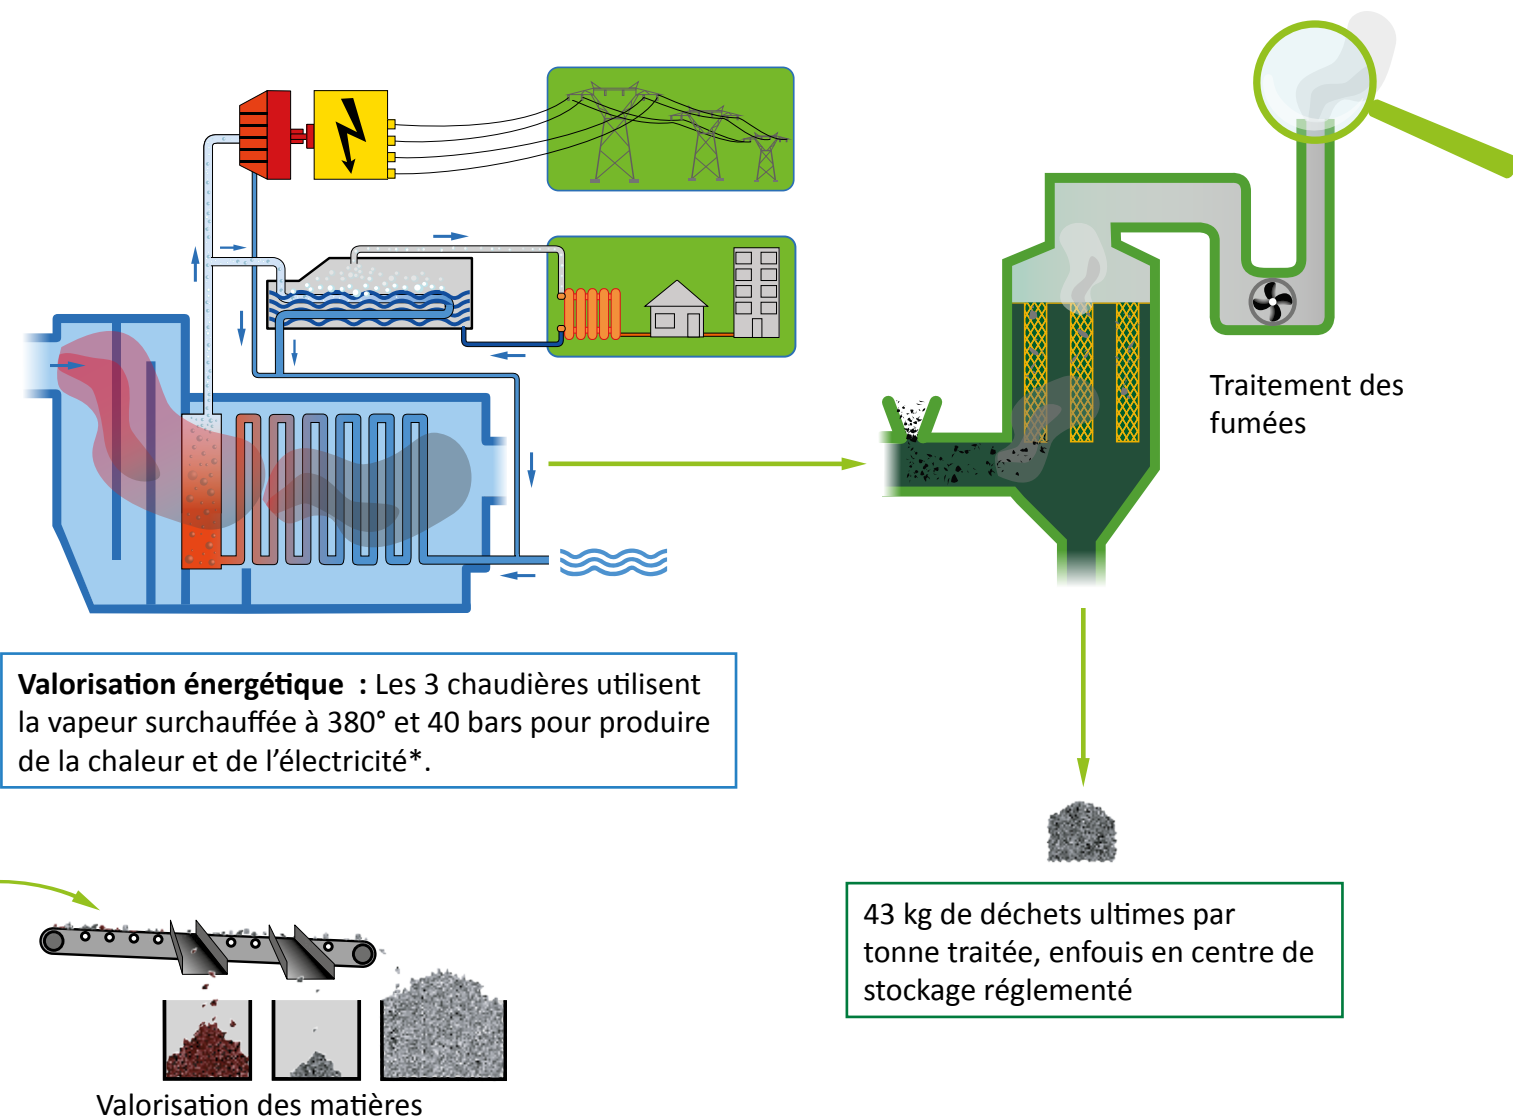 Traitement des
fumées
Valorisation énergétique : Les 3 chaudières utilisent
la vapeur surchauffée à 380° et 40 bars pour produire
de la chaleur et de l’électricité*.
43 kg de déchets ultimes par
tonne traitée, enfouis en centre de
stockage réglementé
Valorisation des matières